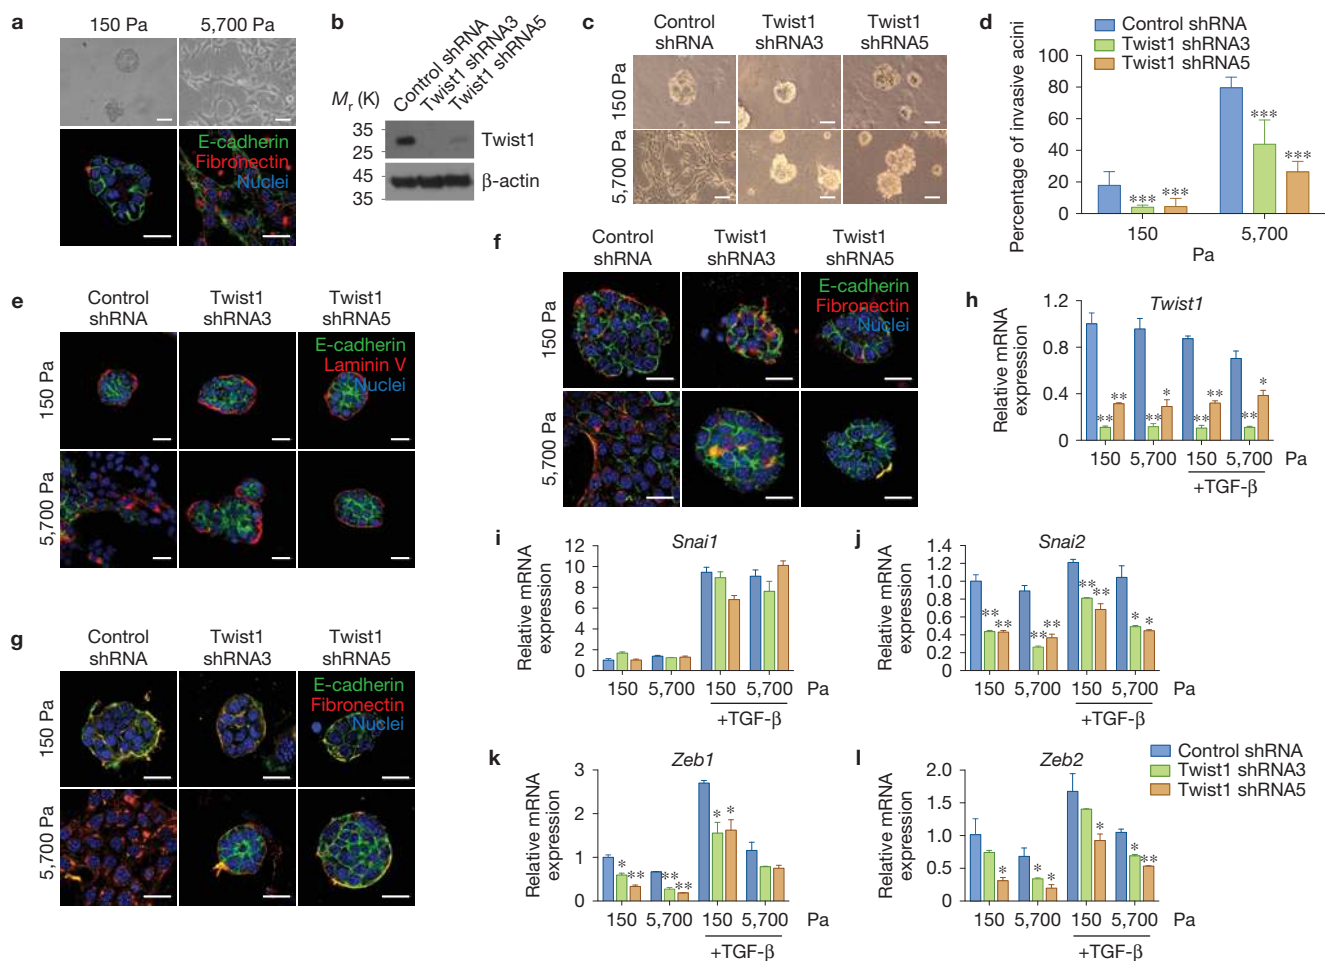 a
150 Pa
5,700 Pa
E-cadherin
Fibronectin
Nuclei
b
Control shRNA
Twist1 shRNA3
Twist1 shRNA5
Mr (K)
35
25
Twist1
45
35
β-actin
c
Control shRNA
Twist1 shRNA3
Twist1 shRNA5
150 Pa
5,700 Pa
d
Control shRNA
Twist1 shRNA3
Twist1 shRNA5
Percentage of invasive acini
100
80
60
40
20
0
***
***
***
***
150
5,700
Pa
e
Control shRNA
Twist1 shRNA3
Twist1 shRNA5
E-cadherin
Laminin V
Nuclei
150 Pa
5,700 Pa
f
Control shRNA
Twist1 shRNA3
Twist1 shRNA5
E-cadherin
Fibronectin
Nuclei
150 Pa
5,700 Pa
g
Control shRNA
Twist1 shRNA3
Twist1 shRNA5
E-cadherin
Fibronectin
Nuclei
150 Pa
5,700 Pa
h
Twist1
Relative mRNA expression
1.2
0.8
0.4
0
** ** ** * ** ** ** *
150 5,700 150 5,700 Pa
+TGF-β
i
Snai1
Relative mRNA expression
12
10
8
6
4
2
0
150 5,700 150 5,700 Pa
+TGF-β
j
Snai2
Relative mRNA expression
1.4
1.2
1.0
0.8
0.6
0.4
0.2
0
** ** ** ** ** ** * *
150 5,700 150 5,700 Pa
+TGF-β
k
Zeb1
Relative mRNA expression
3
2
1
0
* ** ** ** * *
150 5,700 150 5,700 Pa
+TGF-β
l
Zeb2
Relative mRNA expression
2.0
1.5
1.0
0.5
0
* * * * * **
150 5,700 150 5,700 Pa
+TGF-β
Control shRNA
Twist1 shRNA3
Twist1 shRNA5